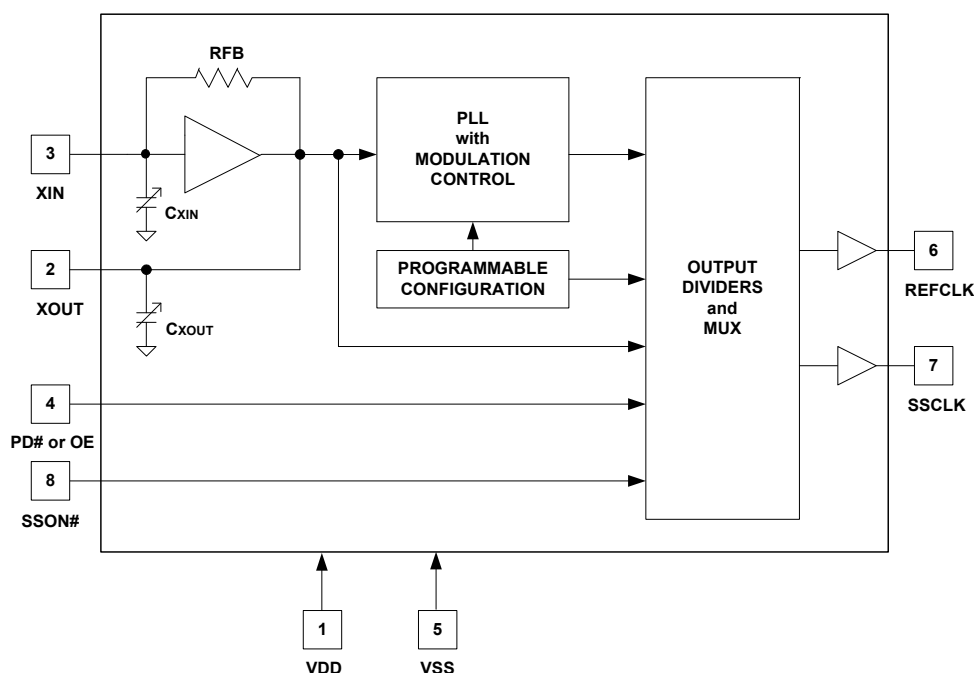 RFB
PLL
with
MODULATION
CONTROL
3
XIN
CXIN
2
XOUT
CXOUT
PROGRAMMABLE
CONFIGURATION
OUTPUT
DIVIDERS
and
MUX
6
REFCLK
7
SSCLK
4
PD# or OE
8
SSON#
1
VDD
5
VSS